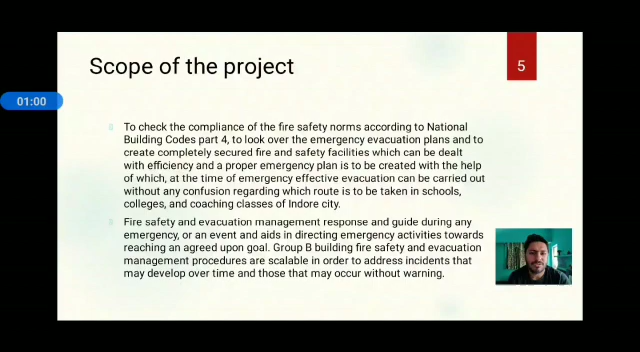 Scope of the project
5
01:00
To check the compliance of the fire safety norms according to National
Building Codes part 4, to look over the emergency evacuation plans and to
create completely secured fire and safety facilities which can be dealt
with efficiency and a proper emergency plan is to be created with the help
of which, at the time of emergency effective evacuation can be carried out
without any confusion regarding which route is to be taken in schools,
colleges, and coaching classes of Indore city.
Fire safety and evacuation management response and guide during any
emergency, or an event and aids in directing emergency activities towards
reaching an agreed upon goal. Group B building fire safety and evacuation
management procedures are scalable in order to address incidents that
may develop over time and those that may occur without warning.